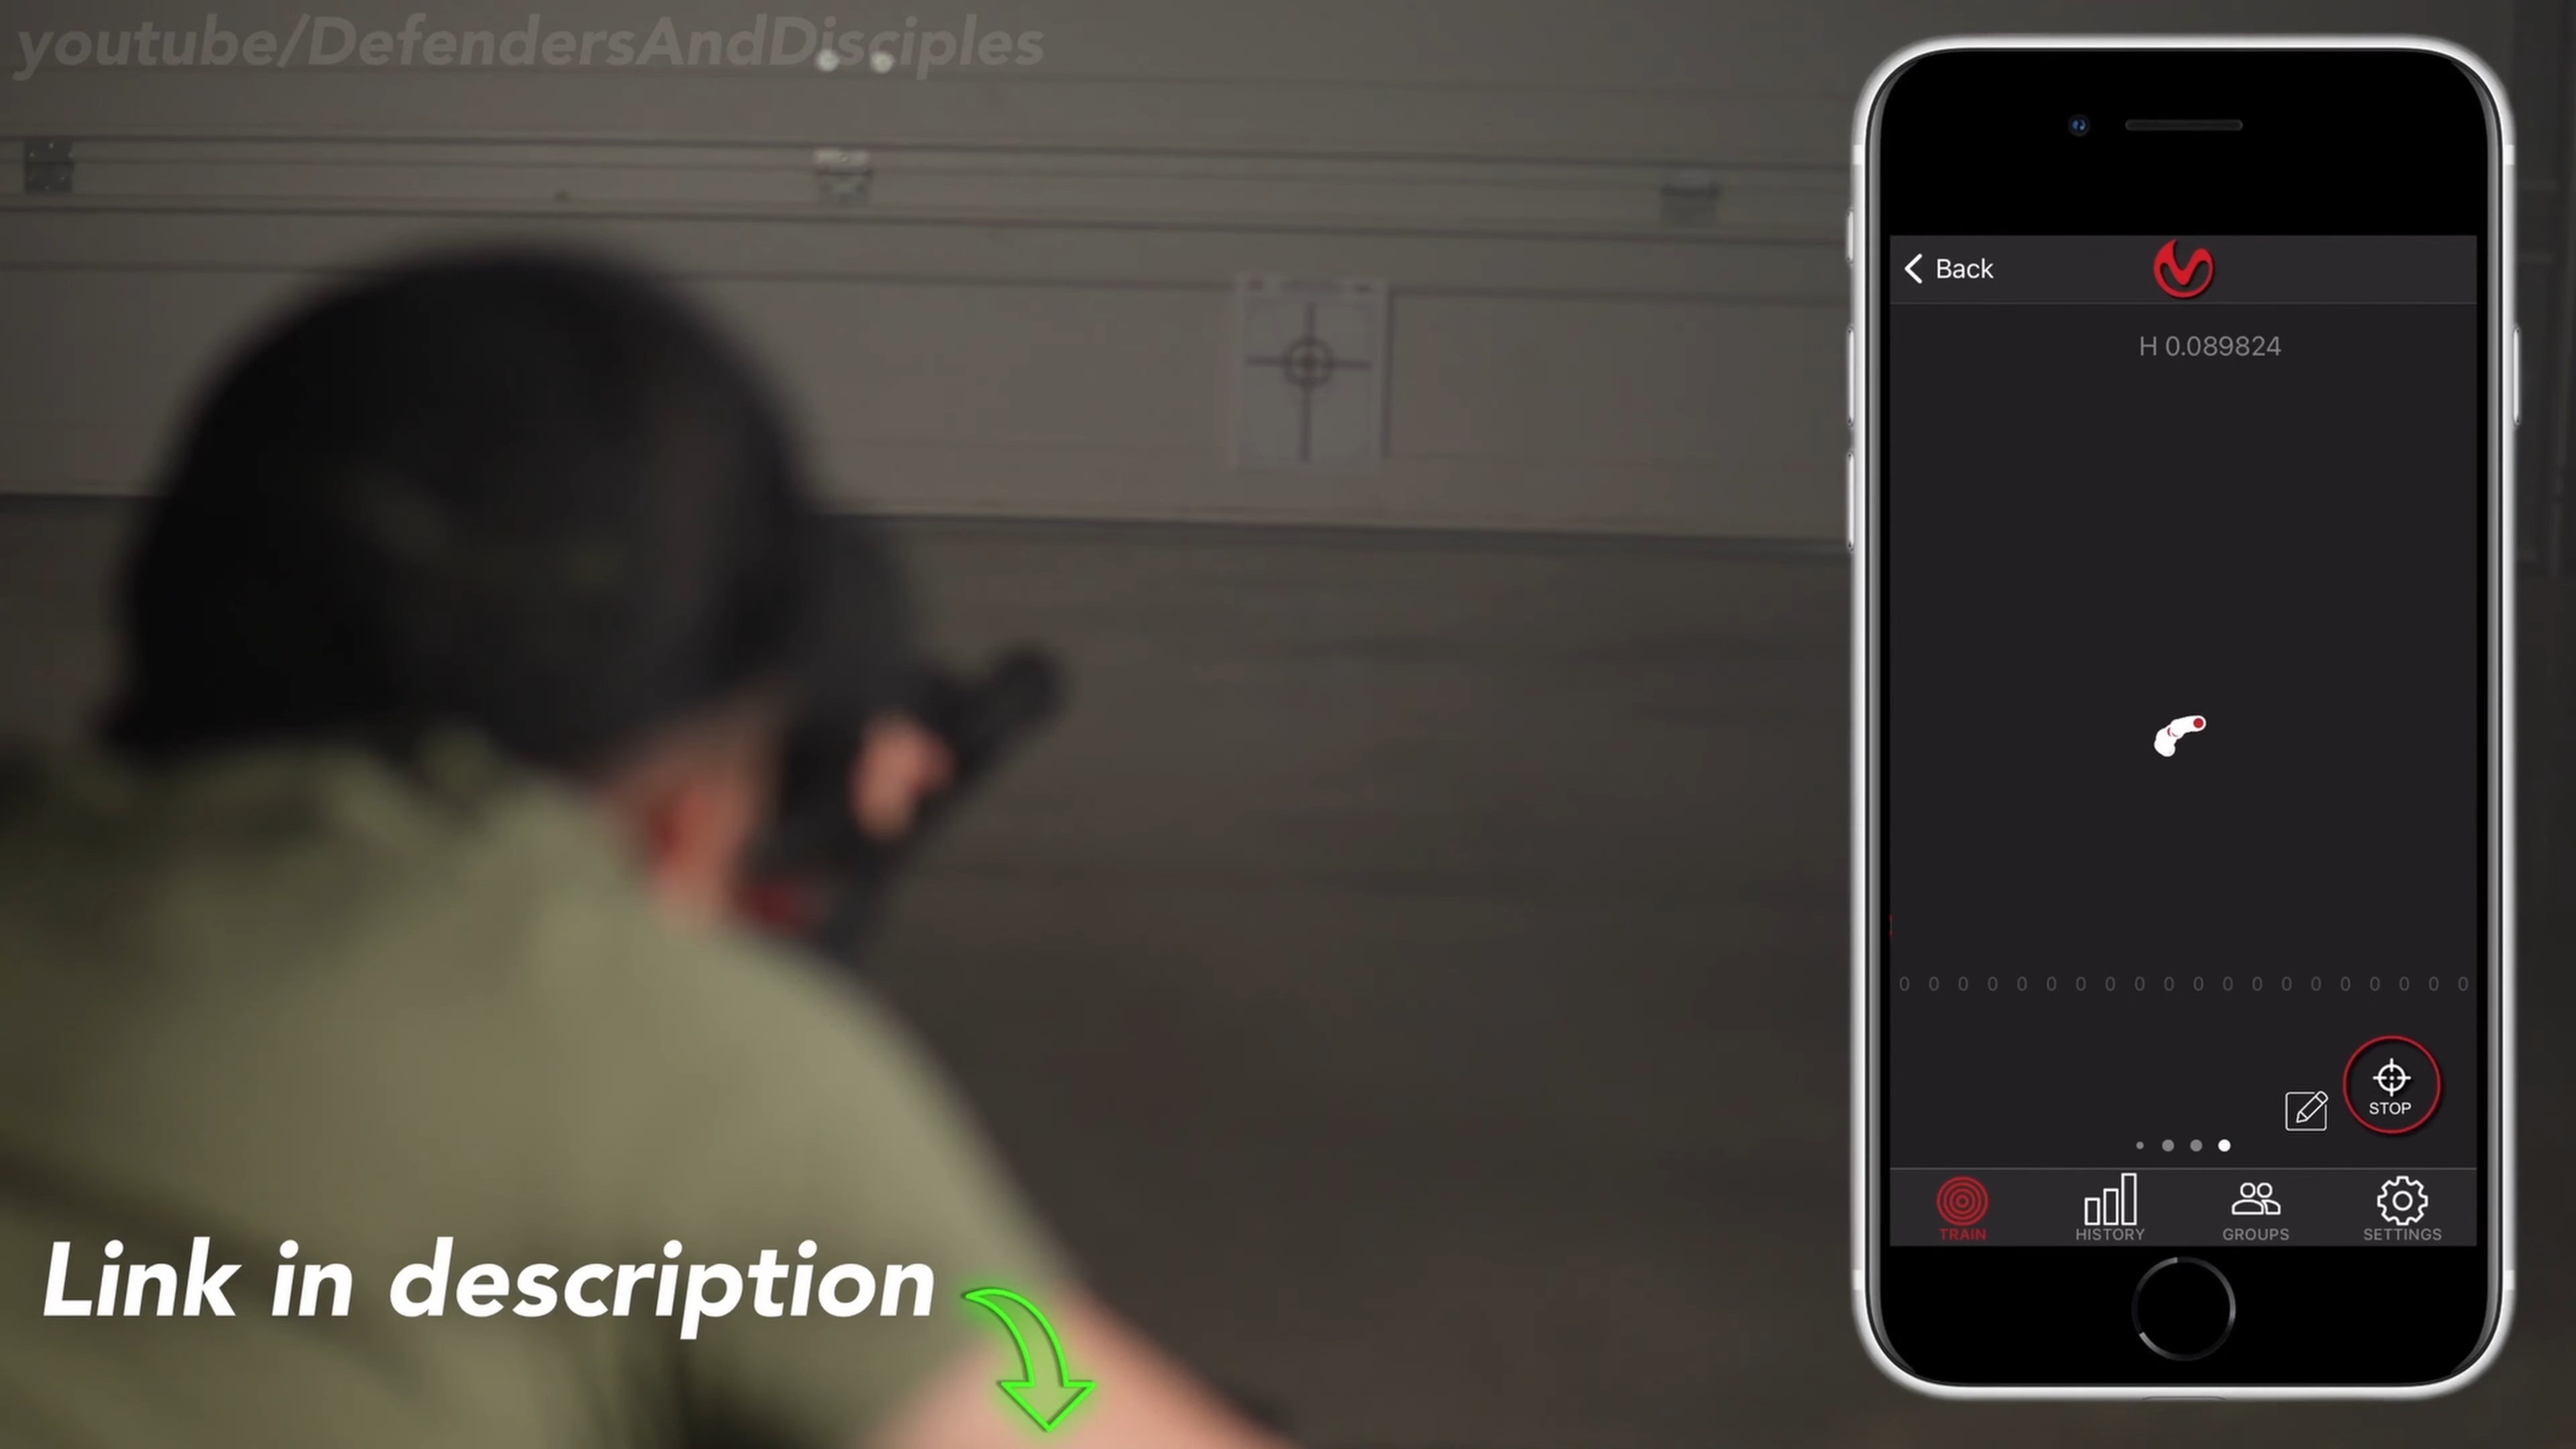 youtube/DefendersAndDisciples
Back
H 0.089824
0 0 0 0 0 0 0 0 0 0 0 0 0 0 0 0 0 0 0 0
STOP
TRAIN
HISTORY
GROUPS
SETTINGS
Link in description